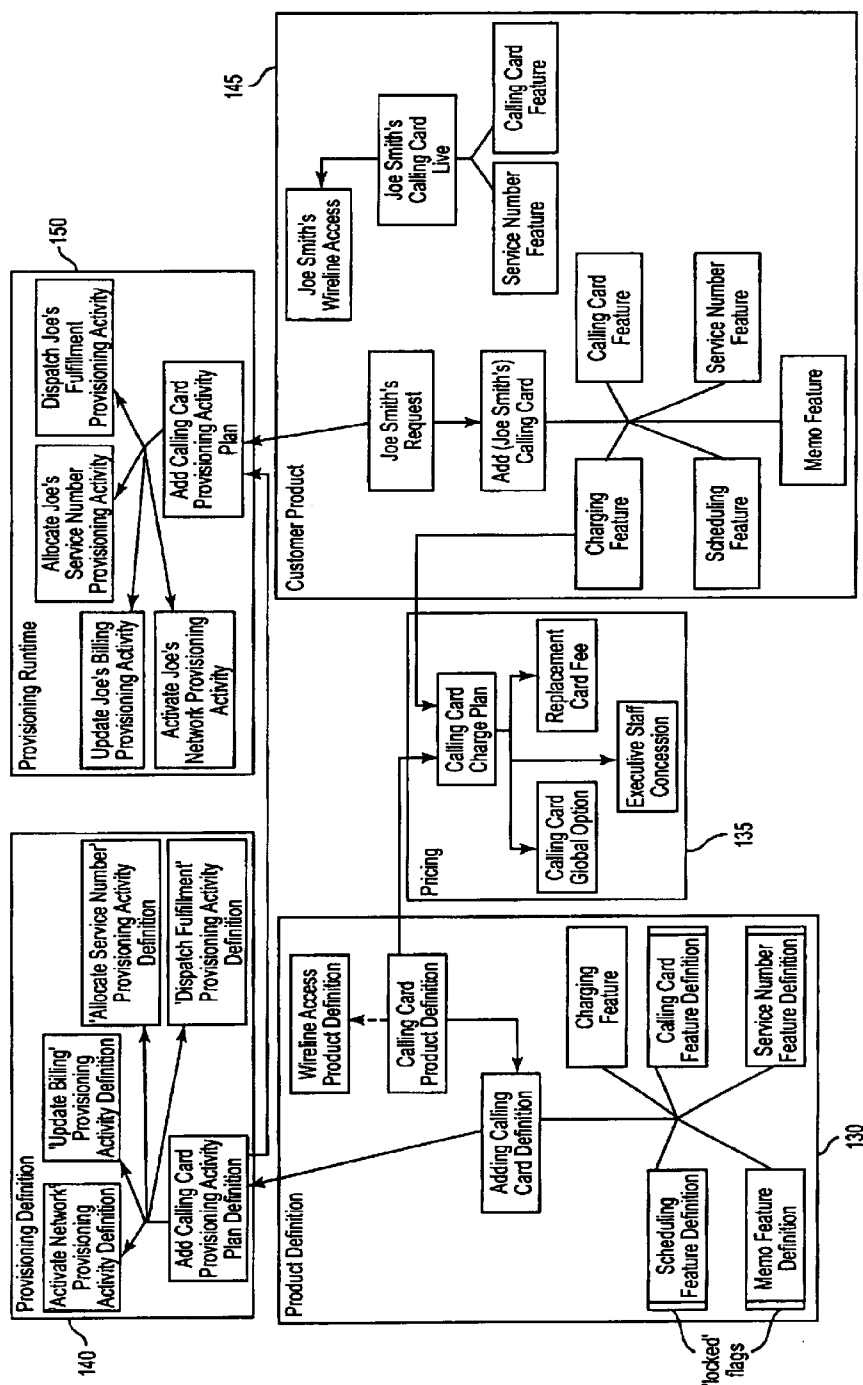 Provisioning Definition
'Activate Network'
Provisioning
Activity Definition
'Update Billing'
Provisioning
Activity Definition
'Allocate Service Number'
Provisioning Activity
Definition
'Dispatch Fulfillment'
Provisioning Activity
Definition
Add Calling Card
Provisioning Activity
Plan Definition
140
Provisioning Runtime
Update Joe's Billing
Provisioning Activity
Allocate Joe's
Service Number
Provisioning Activity
Dispatch Joe's
Fulfillment
Provisioning Activity
Activate Joe's
Network Provisioning
Activity
Add Calling Card
Provisioning Activity
Plan
150
Product Definition
Wireline Access
Product Definition
Calling Card
Product Definition
Adding Calling
Card Definition
Charging
Feature
Scheduling
Feature Definition
Calling Card
Feature Definition
Memo Feature
Definition
Service Number
Feature Definition
'locked'
flags
130
Pricing
Calling Card
Charge Plan
Calling Card
Global Option
Replacement
Card Fee
Executive Staff
Concession
135
Customer Product
Joe Smith's
Wireline Access
Joe Smith's
Request
Joe Smith's
Calling Card
Live
Add (Joe Smith's)
Calling Card
Service Number
Feature
Calling Card
Feature
Charging
Feature
Calling Card
Feature
Scheduling
Feature
Service Number
Feature
Memo Feature
145